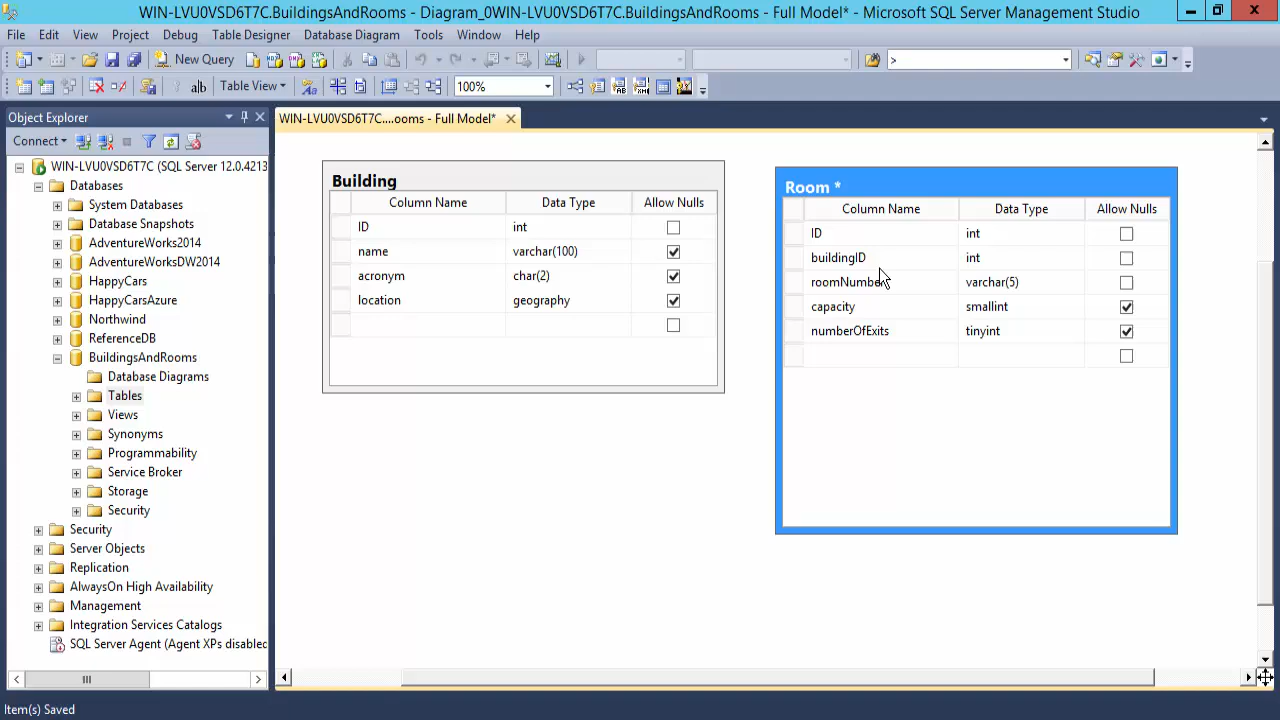 WIN-LVU0VSD6T7C.BuildingsAndRooms - Diagram_0WIN-LVU0VSD6T7C.BuildingsAndRooms - Full Model* - Microsoft SQL Server Management Studio
File Edit View Project Debug Table Designer Database Diagram Tools Window Help
New Query >
ab Table View 100%
Object Explorer
WIN-LVU0VSD6T7C....ooms - Full Model*
Connect
WIN-LVU0VSD6T7C (SQL Server 12.0.4213
Databases
System Databases
Database Snapshots
AdventureWorks2014
AdventureWorksDW2014
HappyCars
HappyCarsAzure
Northwind
ReferenceDB
BuildingsAndRooms
Database Diagrams
Tables
Views
Synonyms
Programmability
Service Broker
Storage
Security
Security
Server Objects
Replication
AlwaysOn High Availability
Management
Integration Services Catalogs
SQL Server Agent (Agent XPs disabled
Building
Column Name Data Type Allow Nulls
ID int
name varchar(100)
acronym char(2)
location geography
Room *
Column Name Data Type Allow Nulls
ID int
buildingID int
roomNumber varchar(5)
capacity smallint
numberOfExits tinyint
Item(s) Saved